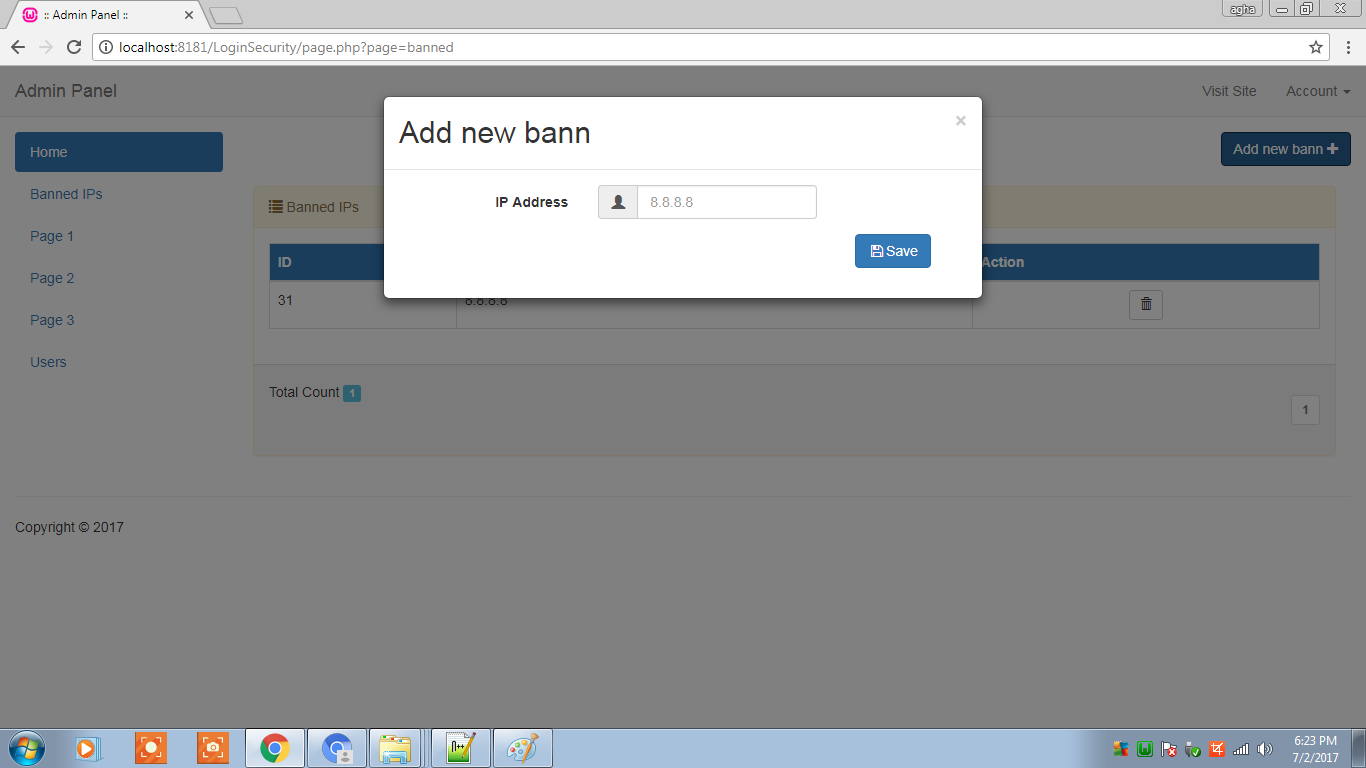 :: Admin Panel ::
agha
localhost:8181/LoginSecurity/page.php?page=banned
Admin Panel
Visit Site
Account
Add new bann
×
Home
Add new bann
Banned IPs
IP Address
8.8.8.8
Banned IPs
Page 1
Save
ID
Action
Page 2
31
8.8.8.8
Page 3
Users
Total Count 1
1
Copyright © 2017
6:23 PM
7/2/2017